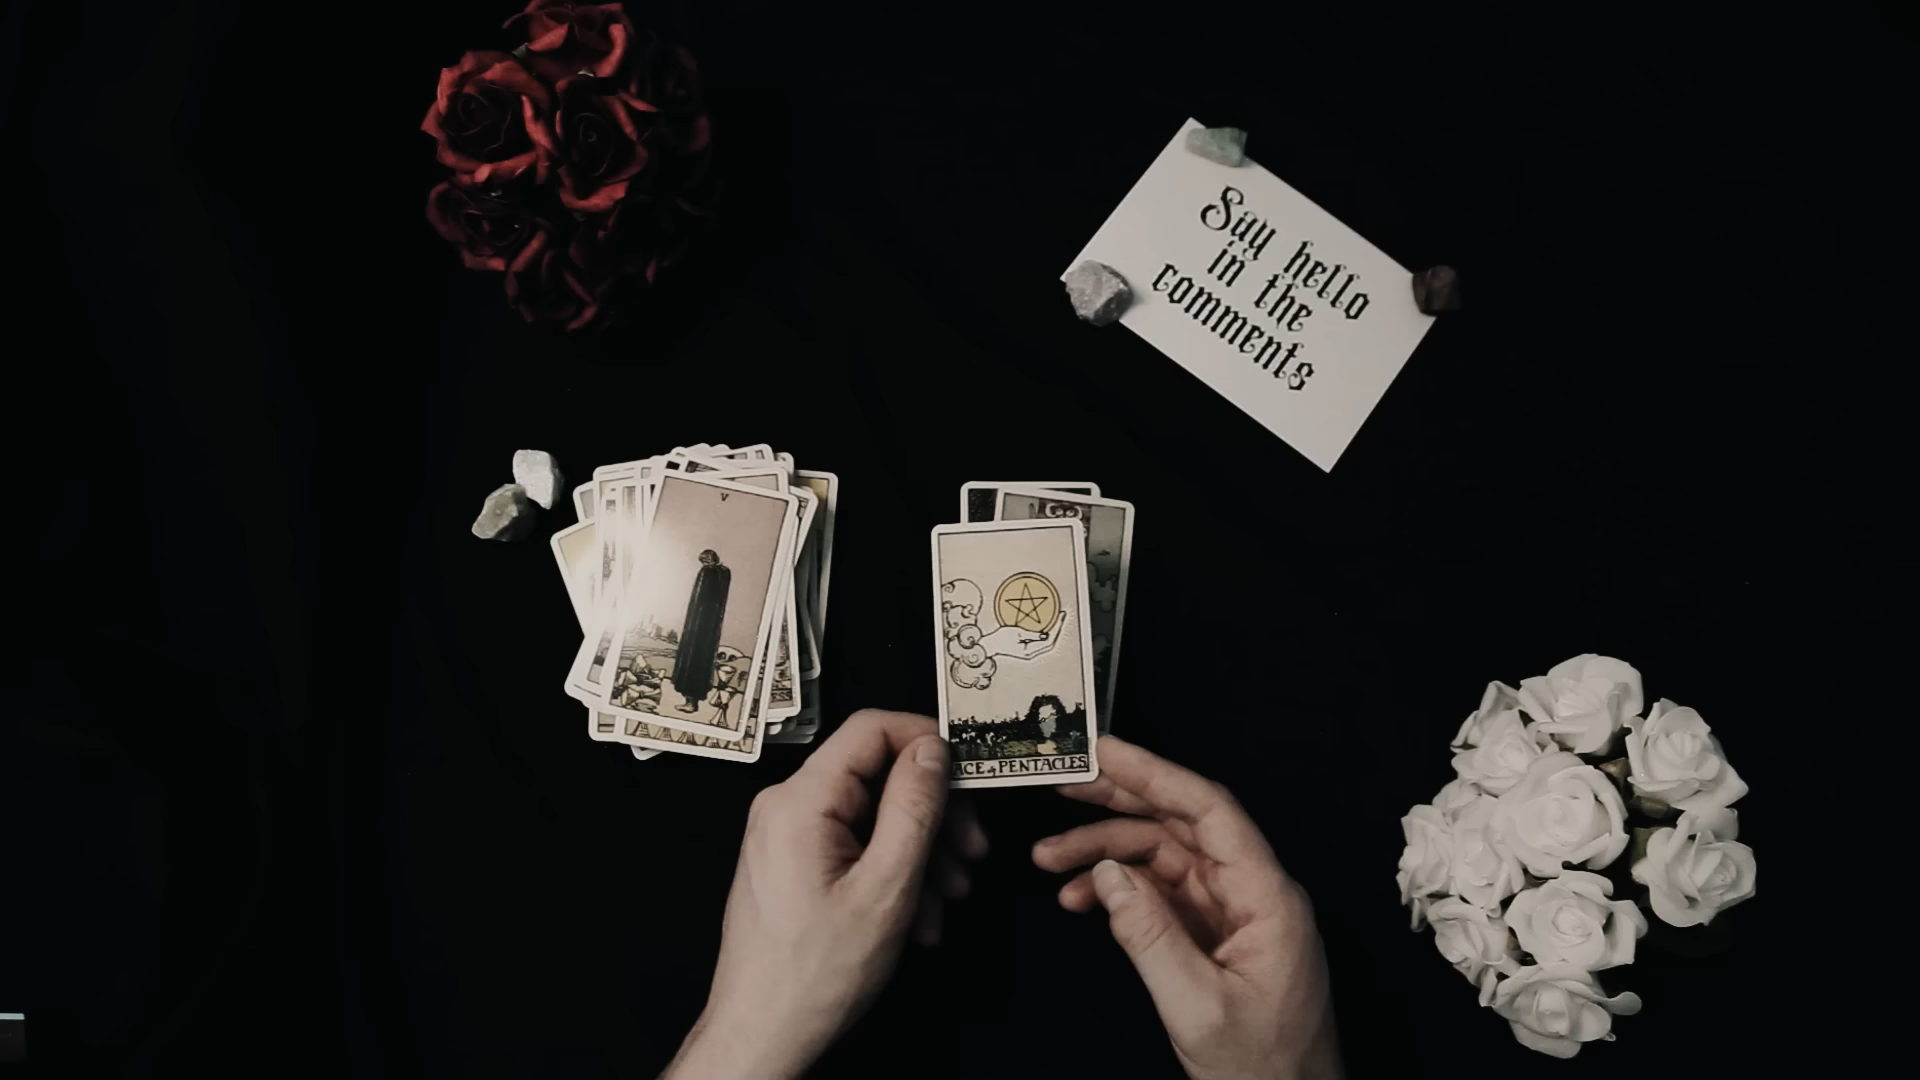 Say hello
in the
comments
V
ACE of PENTACLES